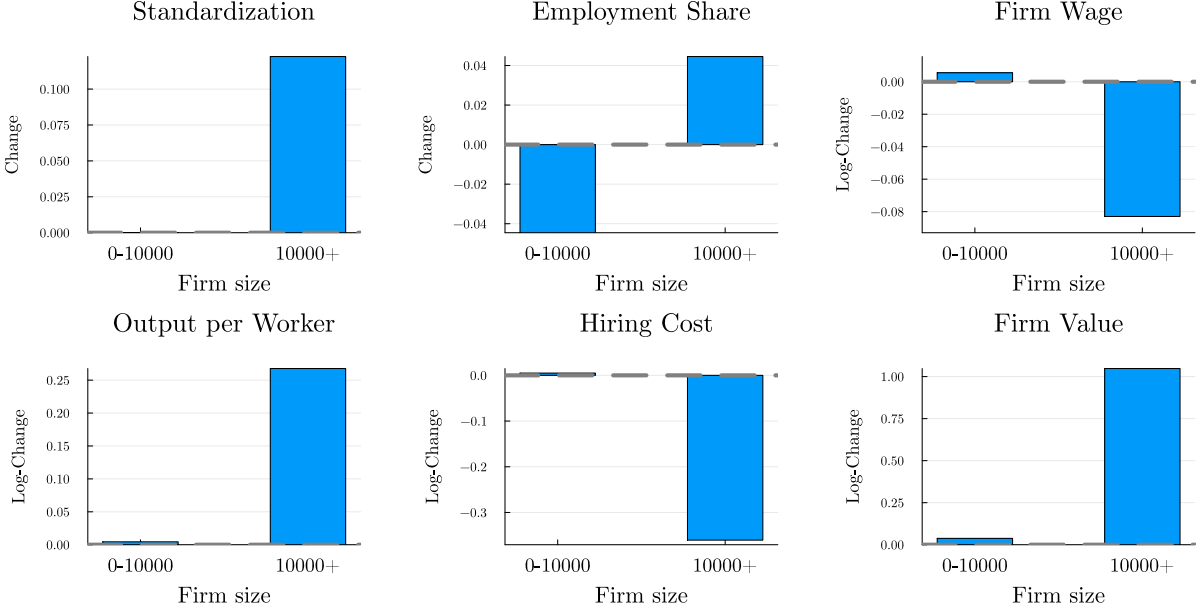 Standardization
Change
0.100
0.075
0.050
0.025
0.000
0-10000
10000+
Firm size
Employment Share
Change
0.04
0.02
0.00
−0.02
−0.04
0-10000
10000+
Firm size
Firm Wage
Log-Change
0.00
−0.02
−0.04
−0.06
−0.08
0-10000
10000+
Firm size
Output per Worker
Log-Change
0.25
0.20
0.15
0.10
0.05
0.00
0-10000
10000+
Firm size
Hiring Cost
Log-Change
0.0
−0.1
−0.2
−0.3
0-10000
10000+
Firm size
Firm Value
Log-Change
1.00
0.75
0.50
0.25
0.00
0-10000
10000+
Firm size